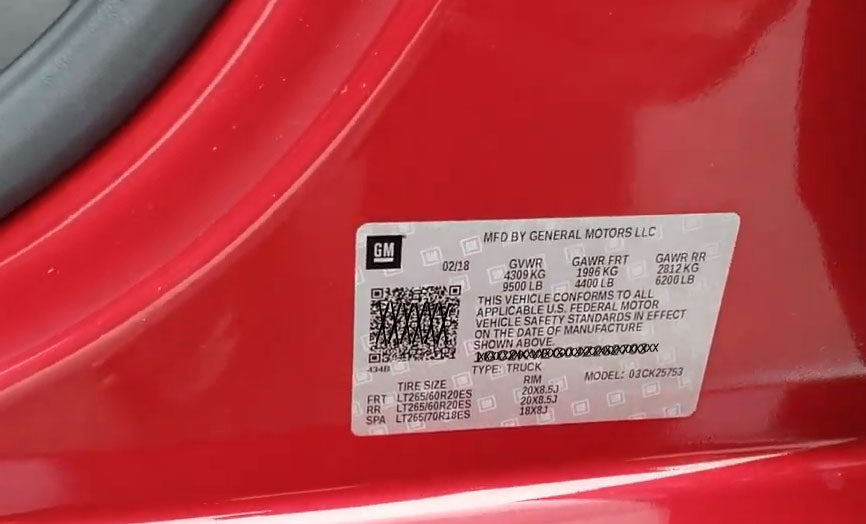 GM
MFD BY GENERAL MOTORS LLC
02/18 GVWR GAWR FRT GAWR RR
4309 KG 1996 KG 2812 KG
9500 LB 4400 LB 6200 LB
THIS VEHICLE CONFORMS TO ALL
APPLICABLE U.S. FEDERAL MOTOR
VEHICLE SAFETY STANDARDS IN EFFECT
ON THE DATE OF MANUFACTURE
SHOWN ABOVE.
434B
TYPE: TRUCK MODEL: 03CK25753
TIRE SIZE RIM
FRT LT265/60R20ES 20X8.5J
RR LT265/60R20ES 20X8.5J
SPA LT265/70R18ES 18X8J